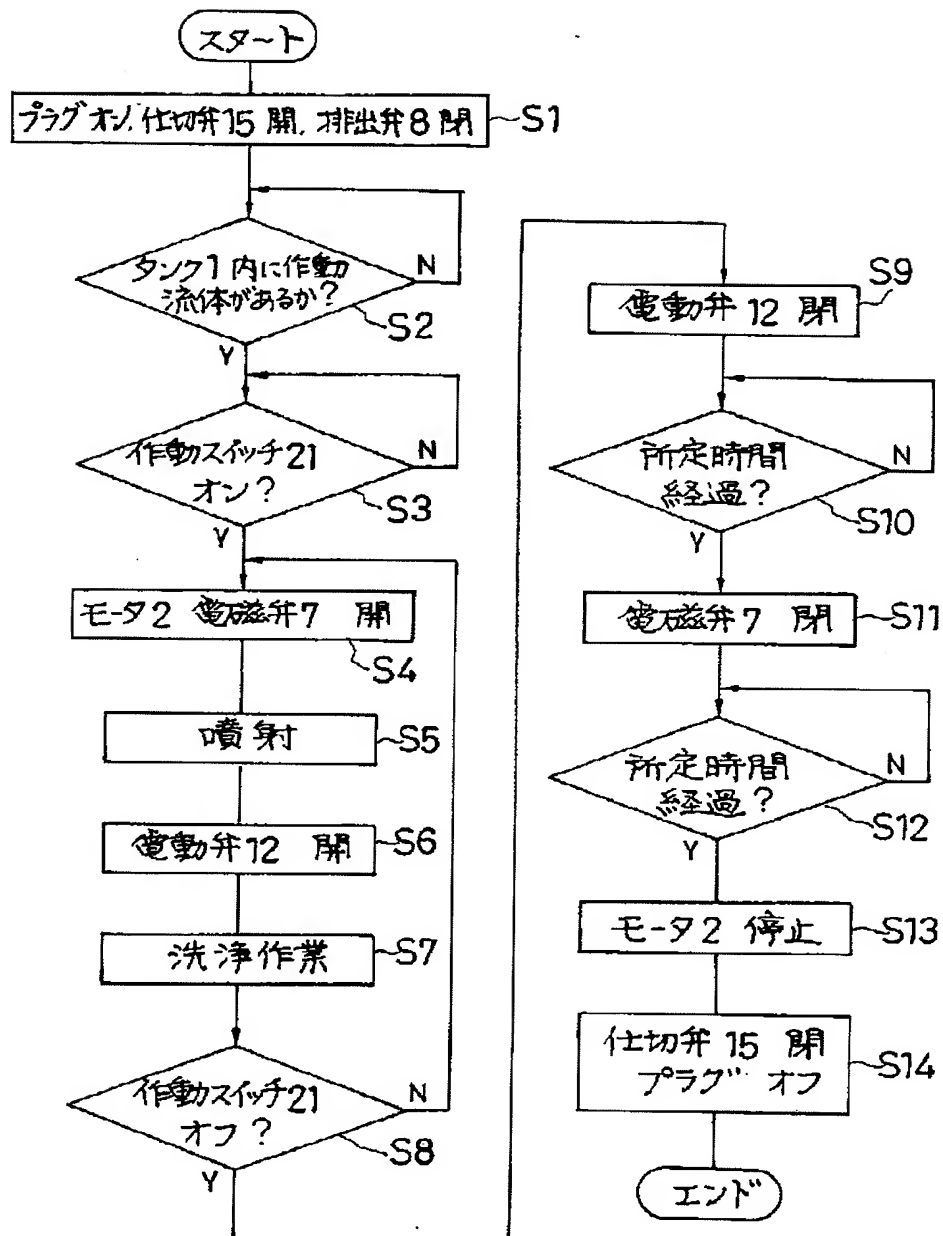 スタート
プラグオン、仕切弁15 開、排出弁8 閉
S1
タンク1内に作動
流体があるか?
N
S2
Y
作動スイッチ21
オン?
N
S3
Y
モータ2 電磁弁7 開
S4
噴射
S5
電動弁12 開
S6
洗浄作業
S7
作動スイッチ21
オフ?
N
S8
Y
電動弁 12 閉
S9
所定時間
経過?
N
S10
Y
電磁弁7 閉
S11
所定時間
経過?
N
S12
Y
モータ2 停止
S13
仕切弁 15 閉
プラグ オフ
S14
エンド